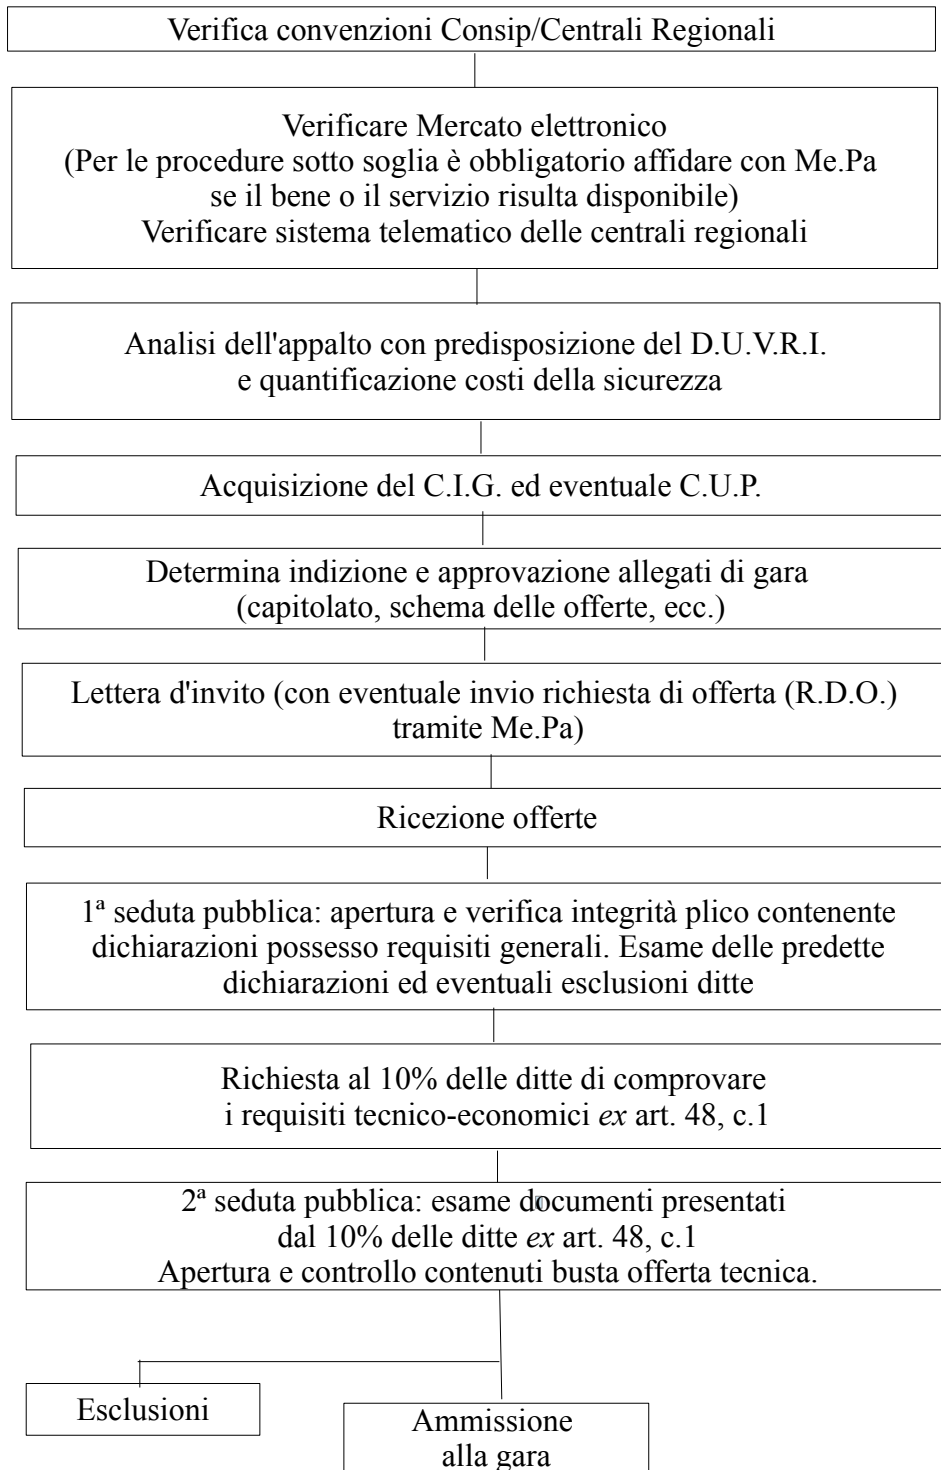 Verifica convenzioni Consip/Centrali Regionali
Verificare Mercato elettronico
(Per le procedure sotto soglia è obbligatorio affidare con Me.Pa
se il bene o il servizio risulta disponibile)
Verificare sistema telematico delle centrali regionali
Analisi dell'appalto con predisposizione del D.U.V.R.I.
e quantificazione costi della sicurezza
Acquisizione del C.I.G. ed eventuale C.U.P.
Determina indizione e approvazione allegati di gara
(capitolato, schema delle offerte, ecc.)
Lettera d'invito (con eventuale invio richiesta di offerta (R.D.O.)
tramite Me.Pa)
Ricezione offerte
1ª seduta pubblica: apertura e verifica integrità plico contenente
dichiarazioni possesso requisiti generali. Esame delle predette
dichiarazioni ed eventuali esclusioni ditte
Richiesta al 10% delle ditte di comprovare
i requisiti tecnico-economici ex art. 48, c.1
2ª seduta pubblica: esame documenti presentati
dal 10% delle ditte ex art. 48, c.1
Apertura e controllo contenuti busta offerta tecnica.
Esclusioni
Ammissione
alla gara